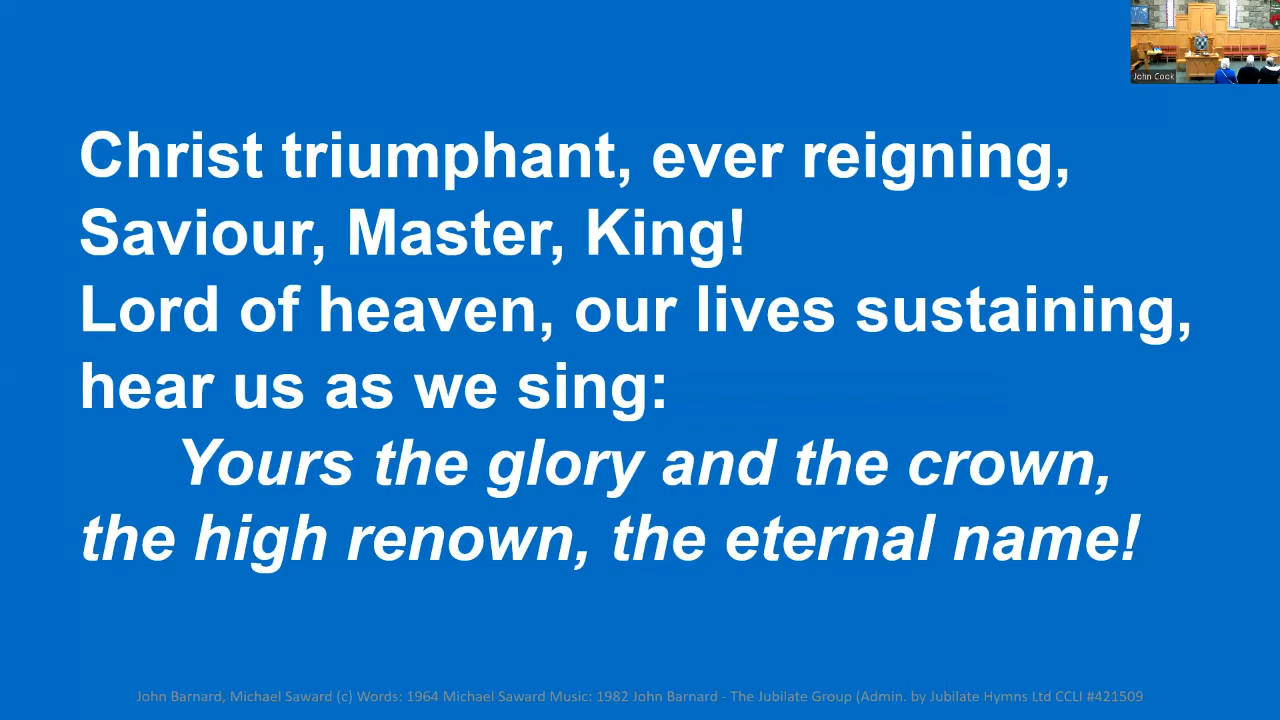 John Cook
Christ triumphant, ever reigning,
Saviour, Master, King!
Lord of heaven, our lives sustaining,
hear us as we sing:
Yours the glory and the crown,
the high renown, the eternal name!
John Barnard, Michael Saward (c) Words: 1964 Michael Saward Music: 1982 John Barnard - The Jubilate Group (Admin. by Jubilate Hymns Ltd CCLI #421509